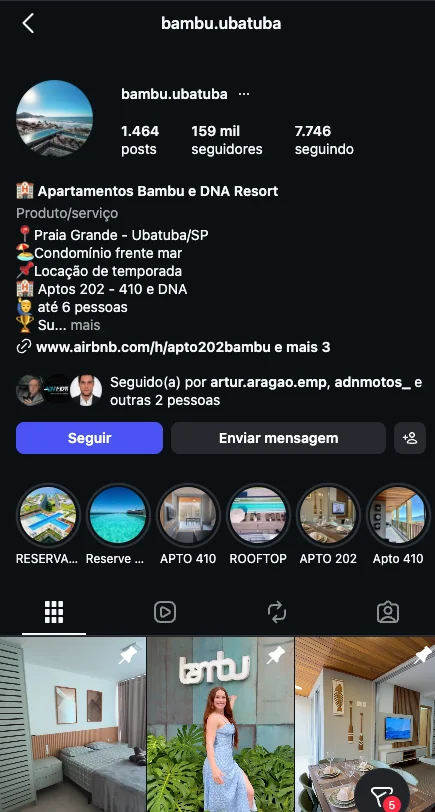 bambu.ubatuba
bambu.ubatuba ...
1.464 159 mil 7.746
posts seguidores seguindo
Apartamentos Bambu e DNA Resort
Produto/serviço
Praia Grande - Ubatuba/SP
Condomínio frente mar
Locação de temporada
Aptos 202 - 410 e DNA
até 6 pessoas
Su... mais
www.airbnb.com/h/apto202bambu e mais 3
Seguido(a) por artur.aragao.emp, adnmotos_ e
outras 2 pessoas
Seguir Enviar mensagem
RESERVA... Reserve ... APTO 410 ROOFTOP APTO 202 Apto 410
bambu
5